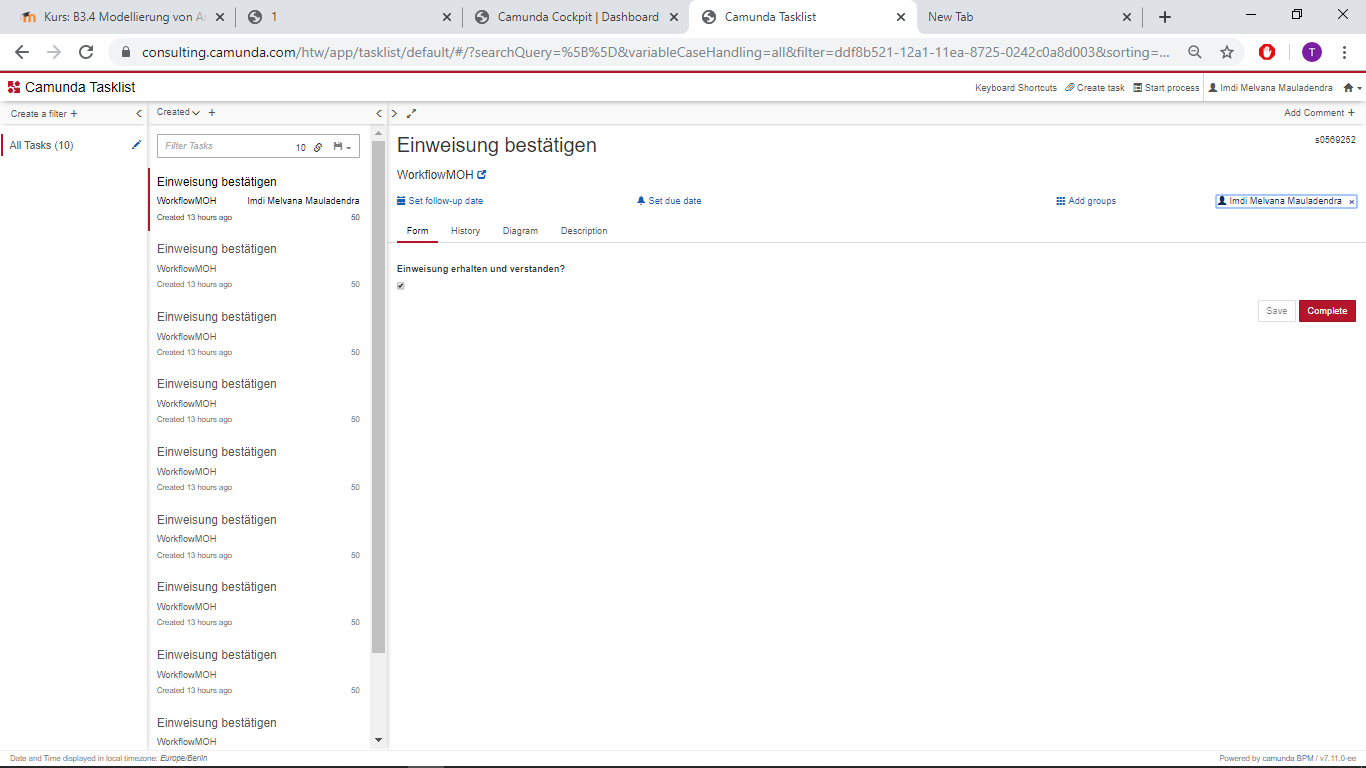 Kurs: B3.4 Modellierung von A
1
Camunda Cockpit | Dashboard
Camunda Tasklist
New Tab
consulting.camunda.com/htw/app/tasklist/default/#/?searchQuery=%5B%5D&variableCaseHandling=all&filter=ddf8b521-12a1-11ea-8725-0242c0a8d003&sorting=...
T
Camunda Tasklist
Keyboard Shortcuts
Create task
Start process
Imdi Melvana Mauladendra
Create a filter +
Created
Add Comment +
All Tasks (10)
Filter Tasks
10
Einweisung bestätigen
WorkflowMOH
Imdi Melvana Mauladendra
Created 13 hours ago
50
Einweisung bestätigen
WorkflowMOH
Created 13 hours ago
50
Einweisung bestätigen
WorkflowMOH
Created 13 hours ago
50
Einweisung bestätigen
WorkflowMOH
Created 13 hours ago
50
Einweisung bestätigen
WorkflowMOH
Created 13 hours ago
50
Einweisung bestätigen
WorkflowMOH
Created 13 hours ago
50
Einweisung bestätigen
WorkflowMOH
Created 13 hours ago
50
Einweisung bestätigen
WorkflowMOH
Created 13 hours ago
50
Einweisung bestätigen
WorkflowMOH
Einweisung bestätigen
s0569252
WorkflowMOH
Set follow-up date
Set due date
Add groups
Imdi Melvana Mauladendra ×
Form
History
Diagram
Description
Einweisung erhalten und verstanden?
Save
Complete
Date and Time displayed in local timezone: Europe/Berlin
Powered by camunda BPM / v7.11.0-ee